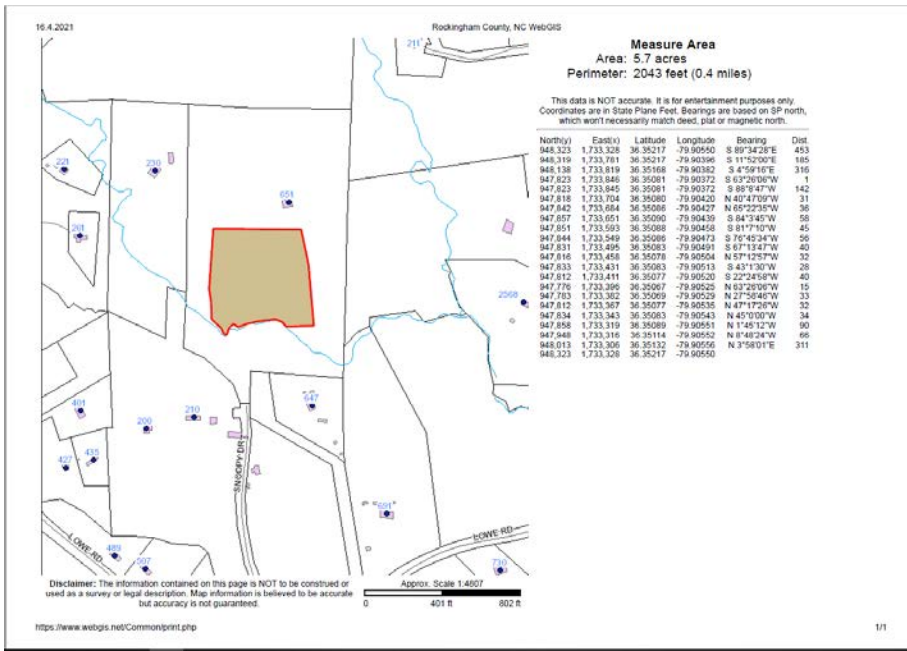 16.4.2021
Rockingham County, NC WebGIS
211
221
230
651
201
2568
401
200
210
647
427
435
SNOOPY DR
691
LOWE RD
489
507
LOWE RD
730
Measure Area
Area: 5.7 acres
Perimeter: 2043 feet (0.4 miles)
This data is NOT accurate. It is for entertainment purposes only.
Coordinates are in State Plane Feet. Bearings are based on SP north,
which won't necessarily match deed, plat or magnetic north.
North(y) East(x) Latitude Longitude Bearing Dist.
948,323 1,733,328 36.35217 -79.90550 S 89°34'28"E 453
948,319 1,733,781 36.35217 -79.90396 S 11°52'00"E 185
948,138 1,733,819 36.35168 -79.90382 S 4°59'16"E 316
947,823 1,733,846 36.35081 -79.90372 S 63°26'06"W 1
947,823 1,733,845 36.35081 -79.90372 S 88°8'47"W 142
947,818 1,733,704 36.35080 -79.90420 N 40°47'09"W 31
947,842 1,733,684 36.35086 -79.90427 N 65°22'35"W 36
947,857 1,733,651 36.35090 -79.90439 S 84°3'45"W 58
947,851 1,733,593 36.35088 -79.90458 S 81°7'10"W 45
947,844 1,733,549 36.35086 -79.90473 S 76°45'34"W 56
947,831 1,733,495 36.35083 -79.90491 S 67°13'47"W 40
947,816 1,733,458 36.35078 -79.90504 N 57°12'57"W 32
947,833 1,733,431 36.35083 -79.90513 S 43°1'30"W 28
947,812 1,733,411 36.35077 -79.90520 S 22°24'58"W 40
947,776 1,733,396 36.35067 -79.90525 N 63°26'06"W 15
947,783 1,733,382 36.35069 -79.90529 N 27°58'46"W 33
947,812 1,733,367 36.35077 -79.90535 N 47°17'26"W 32
947,834 1,733,343 36.35083 -79.90543 N 45°0'00"W 34
947,858 1,733,319 36.35089 -79.90551 N 1°45'12"W 90
947,948 1,733,316 36.35114 -79.90552 N 8°48'24"W 66
948,013 1,733,306 36.35132 -79.90556 N 3°58'01"E 311
948,323 1,733,328 36.35217 -79.90550
Disclaimer: The information contained on this page is NOT to be construed or
used as a survey or legal description. Map information is believed to be accurate
but accuracy is not guaranteed.
Approx. Scale 1:4807
0 401 ft 802 ft
https://www.webgis.net/Common/print.php
1/1